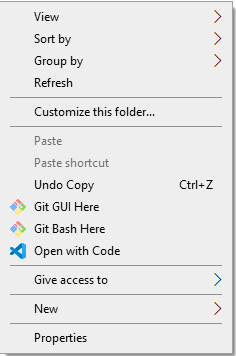 View
Sort by
Group by
Refresh
Customize this folder...
Paste
Paste shortcut
Undo Copy Ctrl+Z
Git GUI Here
Git Bash Here
Open with Code
Give access to
New
Properties